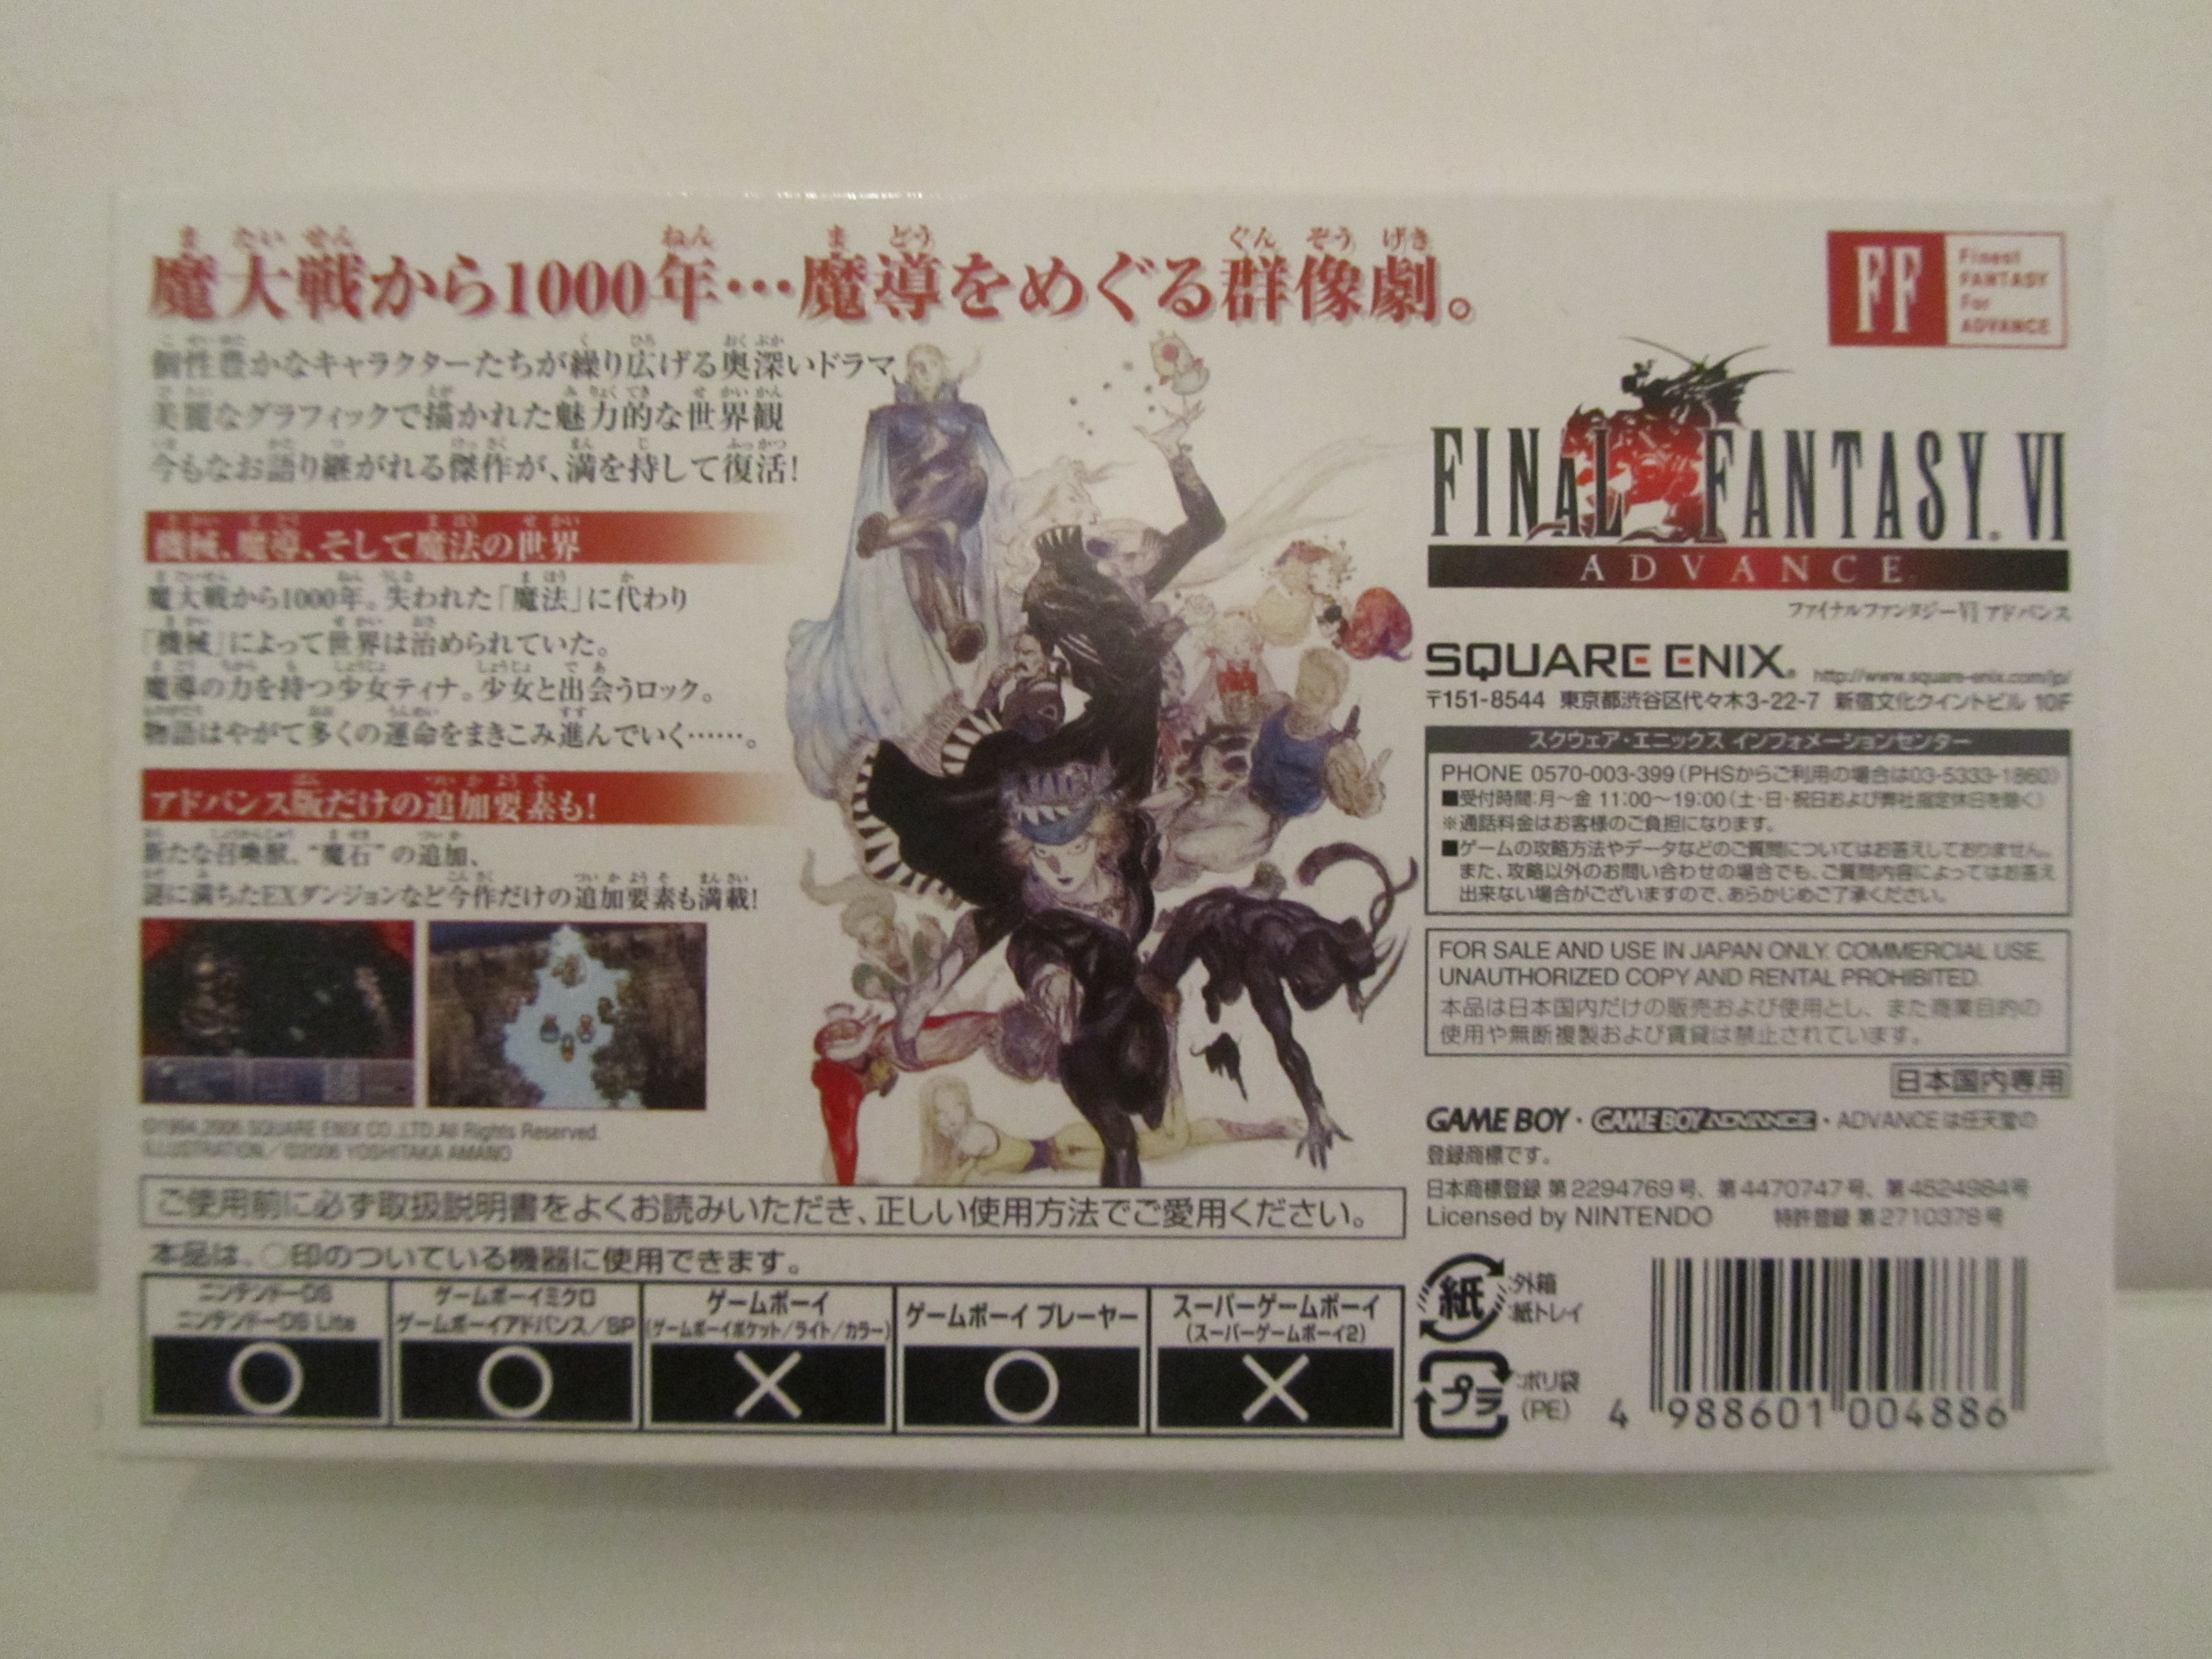 魔大戦から1000年…魔導をめぐる群像劇。
個性豊かなキャラクターたちが繰り広げる奥深いドラマ
美麗なグラフィックで描かれた魅力的な世界観
今もなお語り継がれる傑作が、満を持して復活!
機械、魔導、そして魔法の世界
魔大戦から1000年。失われた「魔法」に代わり
「機械」によって世界は治められていた。
魔導の力を持つ少女ティナ。少女と出会うロック。
物語はやがて多くの運命をまきこみ進んでいく……。
アドバンス版だけの追加要素も!
新たな召喚獣、“魔石”の追加、
謎に満ちたEXダンジョンなど今作だけの追加要素も満載!
©1994,2006 SQUARE ENIX CO.,LTD.All Rights Reserved.
ILLUSTRATION/©2006 YOSHITAKA AMANO
ご使用前に必ず取扱説明書をよくお読みいただき、正しい使用方法でご愛用ください。
本品は、○印のついている機器に使用できます。
ニンテンドーDS
ニンテンドーDS Lite
○
ゲームボーイミクロ
ゲームボーイアドバンス/SP
○
ゲームボーイ
(ゲームボーイポケット/ライト/カラー)
×
ゲームボーイ プレーヤー
○
スーパーゲームボーイ
(スーパーゲームボーイ2)
×
FF
Finest
FANTASY
For
ADVANCE
FINAL FANTASY VI
ADVANCE
ファイナルファンタジーVI アドバンス
SQUARE ENIX. http://www.square-enix.com/jp/
〒151-8544 東京都渋谷区代々木3-22-7 新宿文化クイントビル 10F
スクウェア・エニックス インフォメーションセンター
PHONE 0570-003-399(PHSからご利用の場合は03-5333-1860)
■受付時間:月〜金 11:00〜19:00(土・日・祝日および弊社指定休日を除く)
※通話料金はお客様のご負担になります。
■ゲームの攻略方法やデータなどのご質問についてはお答えしておりません。
また、攻略以外のお問い合わせの場合でも、ご質問内容によってはお答え
出来ない場合がございますので、あらかじめご了承ください。
FOR SALE AND USE IN JAPAN ONLY. COMMERCIAL USE,
UNAUTHORIZED COPY AND RENTAL PROHIBITED.
本品は日本国内だけの販売および使用とし、また商業目的の
使用や無断複製および賃貸は禁止されています。
日本国内専用
GAME BOY・GAME BOY ADVANCE・ADVANCEは任天堂の
登録商標です。
日本商標登録 第2294769号、第4470747号、第4524984号
Licensed by NINTENDO 特許登録 第2710378号
紙
:外箱
:紙トレイ
プラ
:ポリ袋
(PE)
4 988601 004886